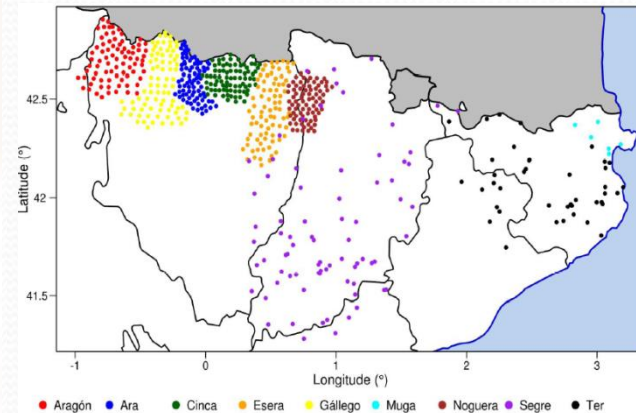 Latitude (°)
42.5
42
41.5
-1
0
1
2
3
Longitude (°)
Aragón Ara Cinca Esera Gállego Muga Noguera Segre Ter